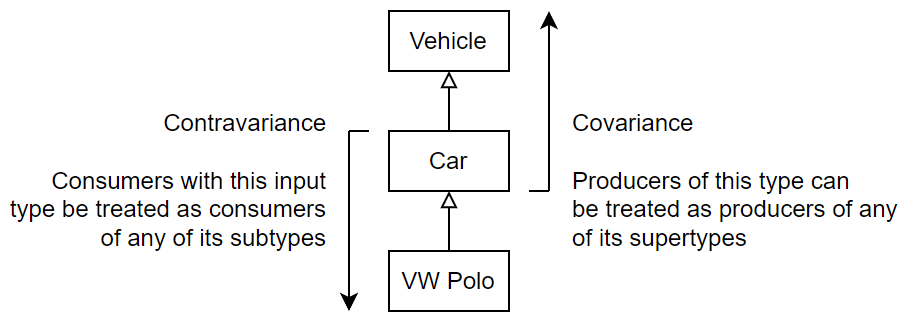 Vehicle
Contravariance
Covariance
Car
Consumers with this input
type be treated as consumers
of any of its subtypes
Producers of this type can
be treated as producers of any
of its supertypes
VW Polo